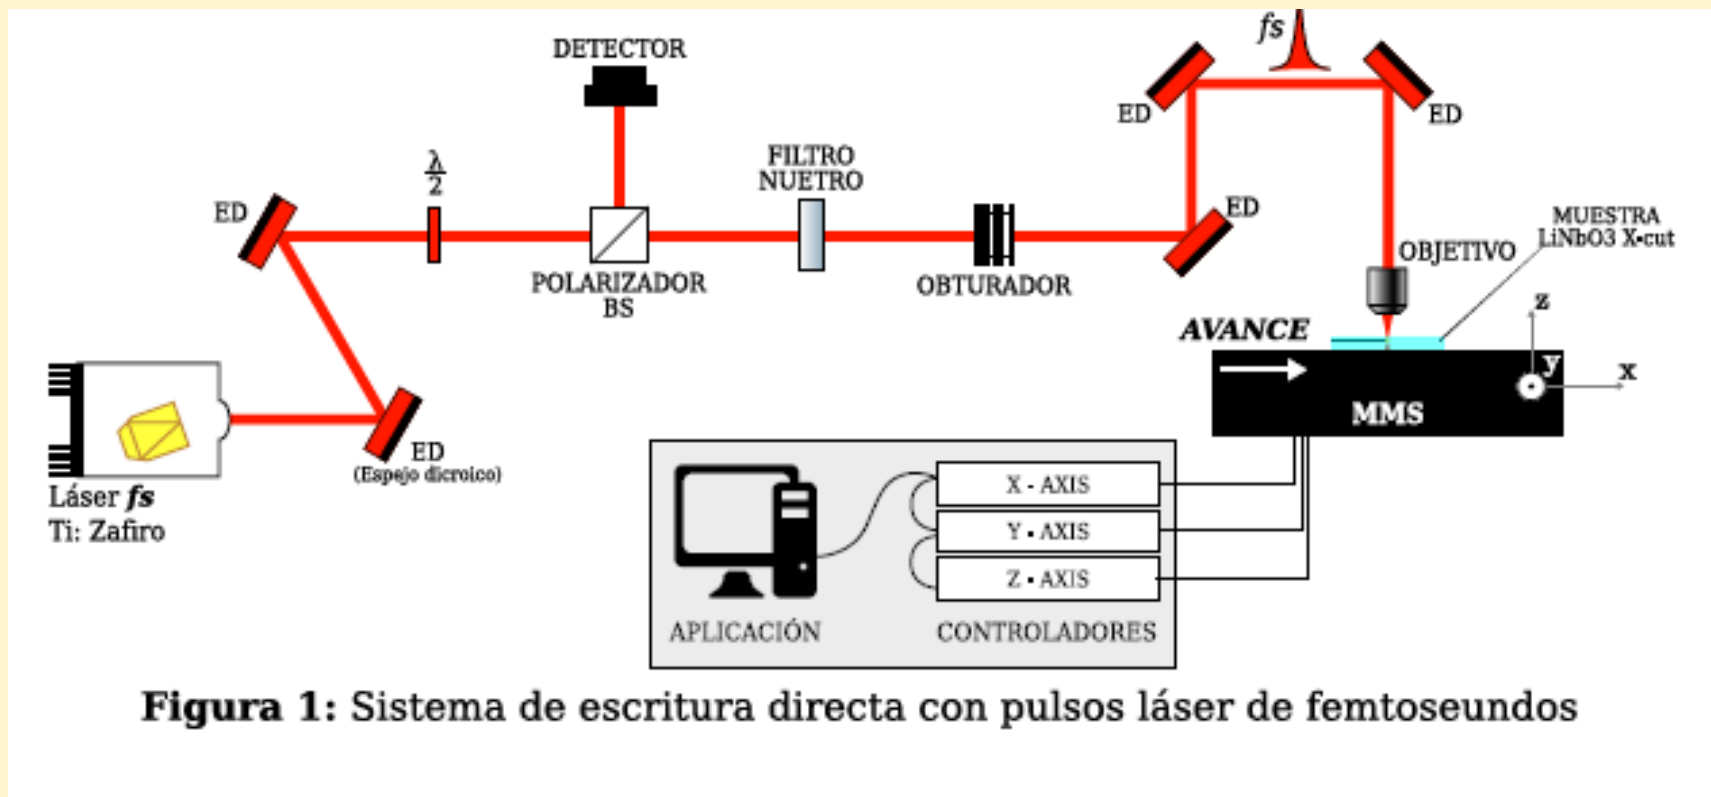 DETECTOR
fs
ED
ED
λ
2
FILTRO
NUETRO
ED
ED
MUESTRA
LiNbO3 X-cut
OBJETIVO
POLARIZADOR
BS
OBTURADOR
z
AVANCE
y
x
MMS
ED
(Espejo dicroico)
Láser fs
Ti: Zafiro
X - AXIS
Y - AXIS
Z - AXIS
APLICACIÓN
CONTROLADORES
Figura 1: Sistema de escritura directa con pulsos láser de femtoseundos